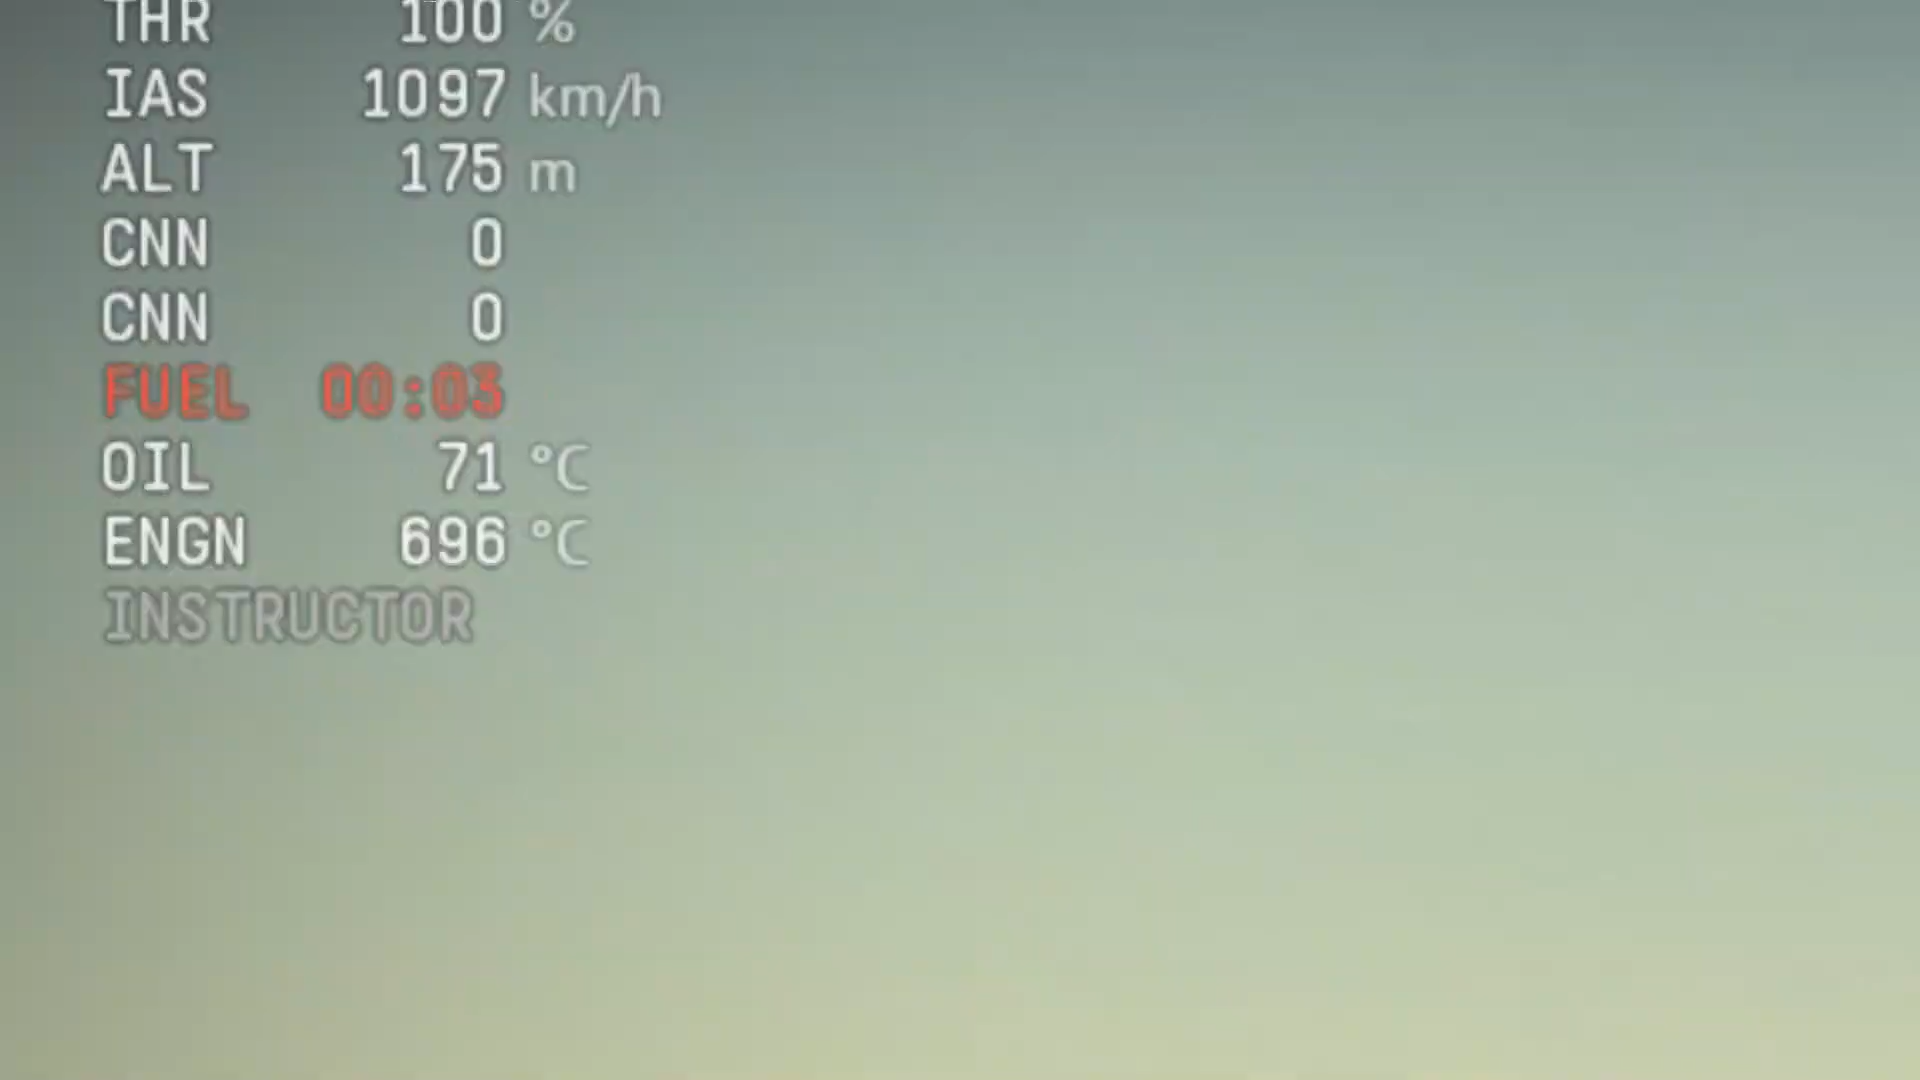 THR 100 %
IAS 1097 km/h
ALT 175 m
CNN 0
CNN 0
FUEL 00:03
OIL 71 °C
ENGN 696 °C
INSTRUCTOR